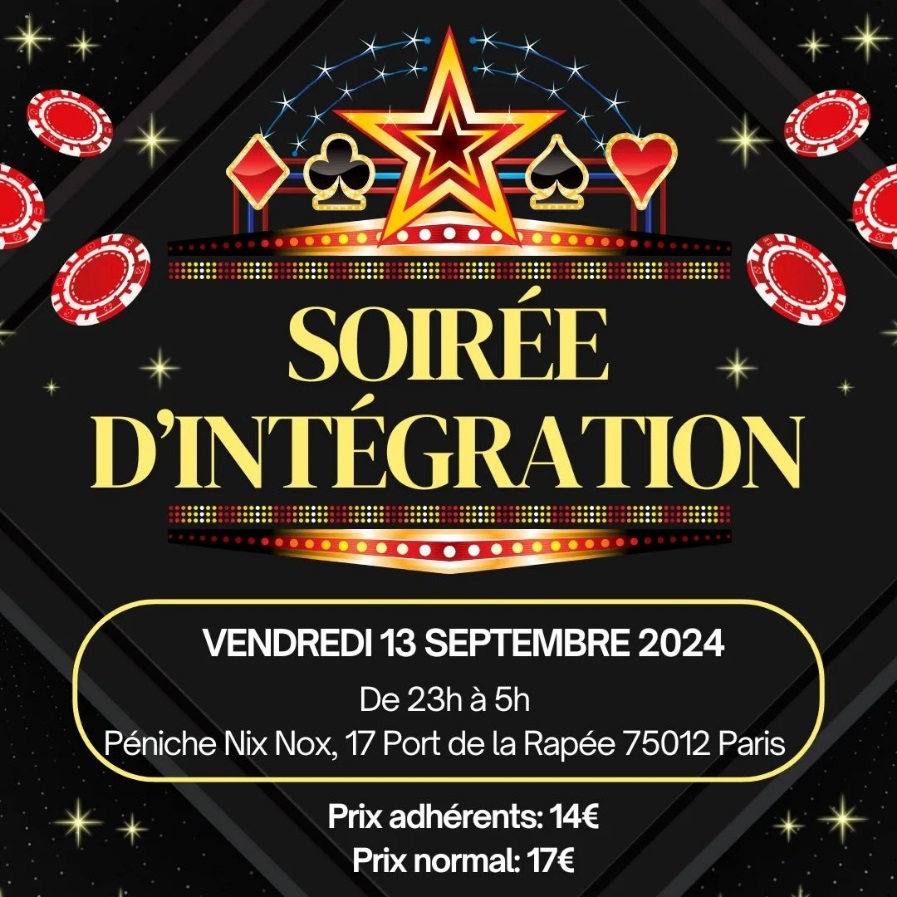 SOIRÉE
D'INTÉGRATION
VENDREDI 13 SEPTEMBRE 2024
De 23h à 5h
Péniche Nix Nox, 17 Port de la Rapée 75012 Paris
Prix adhérents: 14€
Prix normal: 17€